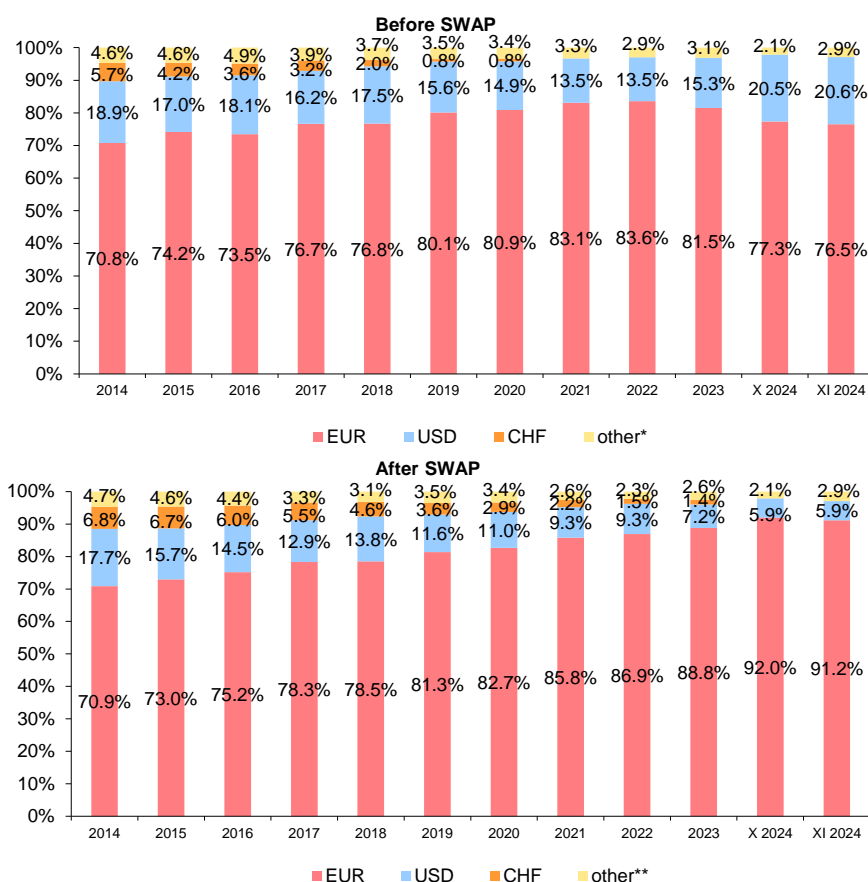 Before SWAP
100%
90%
80%
70%
60%
50%
40%
30%
20%
10%
0%
4.6% 4.6% 4.9% 3.9% 3.7% 3.5% 3.4% 3.3% 2.9% 3.1% 2.1% 2.9%
5.7% 4.2% 3.6% 3.2% 2.0% 0.8% 0.8%
18.9% 17.0% 18.1% 16.2% 17.5% 15.6% 14.9% 13.5% 13.5% 15.3% 20.5% 20.6%
70.8% 74.2% 73.5% 76.7% 76.8% 80.1% 80.9% 83.1% 83.6% 81.5% 77.3% 76.5%
2014 2015 2016 2017 2018 2019 2020 2021 2022 2023 X 2024 XI 2024
EUR USD CHF other*
After SWAP
100%
90%
80%
70%
60%
50%
40%
30%
20%
10%
0%
4.7% 4.6% 4.4% 3.3% 3.1% 3.5% 3.4% 2.6% 2.3% 2.6% 2.1% 2.9%
6.8% 6.7% 6.0% 5.5% 4.6% 3.6% 2.9% 2.2% 1.5% 1.4%
17.7% 15.7% 14.5% 12.9% 13.8% 11.6% 11.0% 9.3% 9.3% 7.2% 5.9% 5.9%
70.9% 73.0% 75.2% 78.3% 78.5% 81.3% 82.7% 85.8% 86.9% 88.8% 92.0% 91.2%
2014 2015 2016 2017 2018 2019 2020 2021 2022 2023 X 2024 XI 2024
EUR USD CHF other**